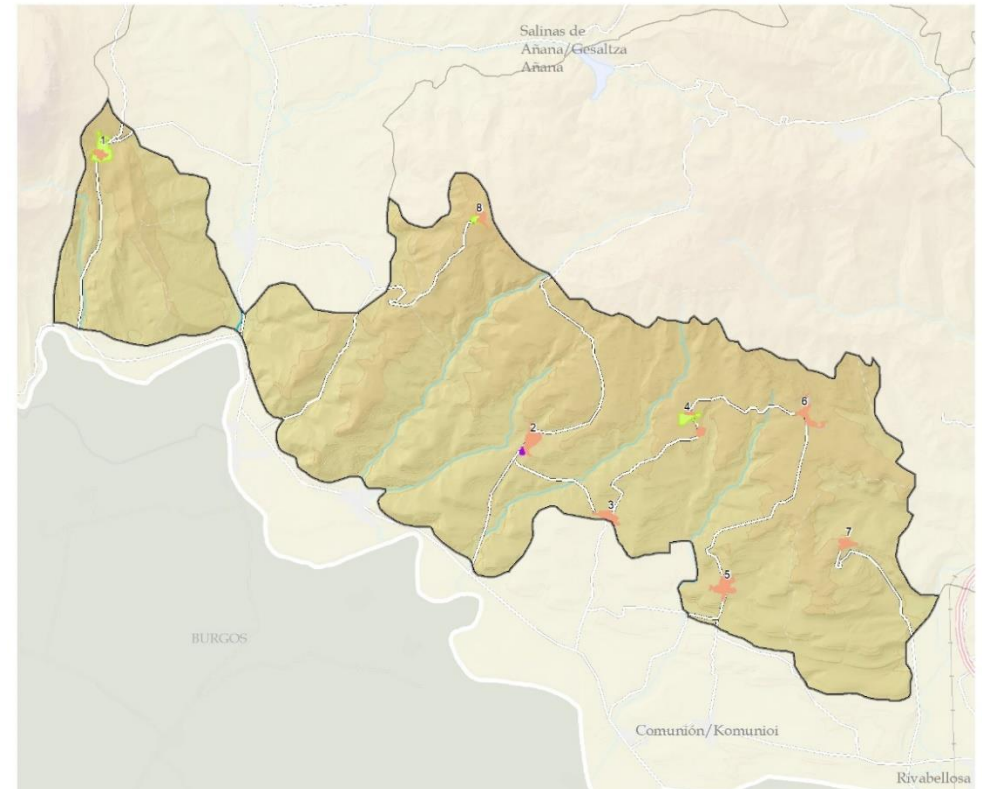 Salinas de
Añana/Gesaltza
Añana
1
8
4
6
2
3
7
5
BURGOS
Comunión/Komunioi
Rivabellosa